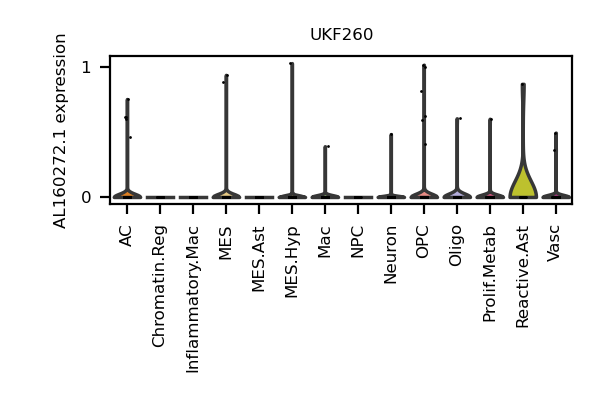 UKF260
AL160272.1 expression
1
0
AC
Chromatin.Reg
Inflammatory.Mac
MES
MES.Ast
MES.Hyp
Mac
NPC
Neuron
OPC
Oligo
Prolif.Metab
Reactive.Ast
Vasc